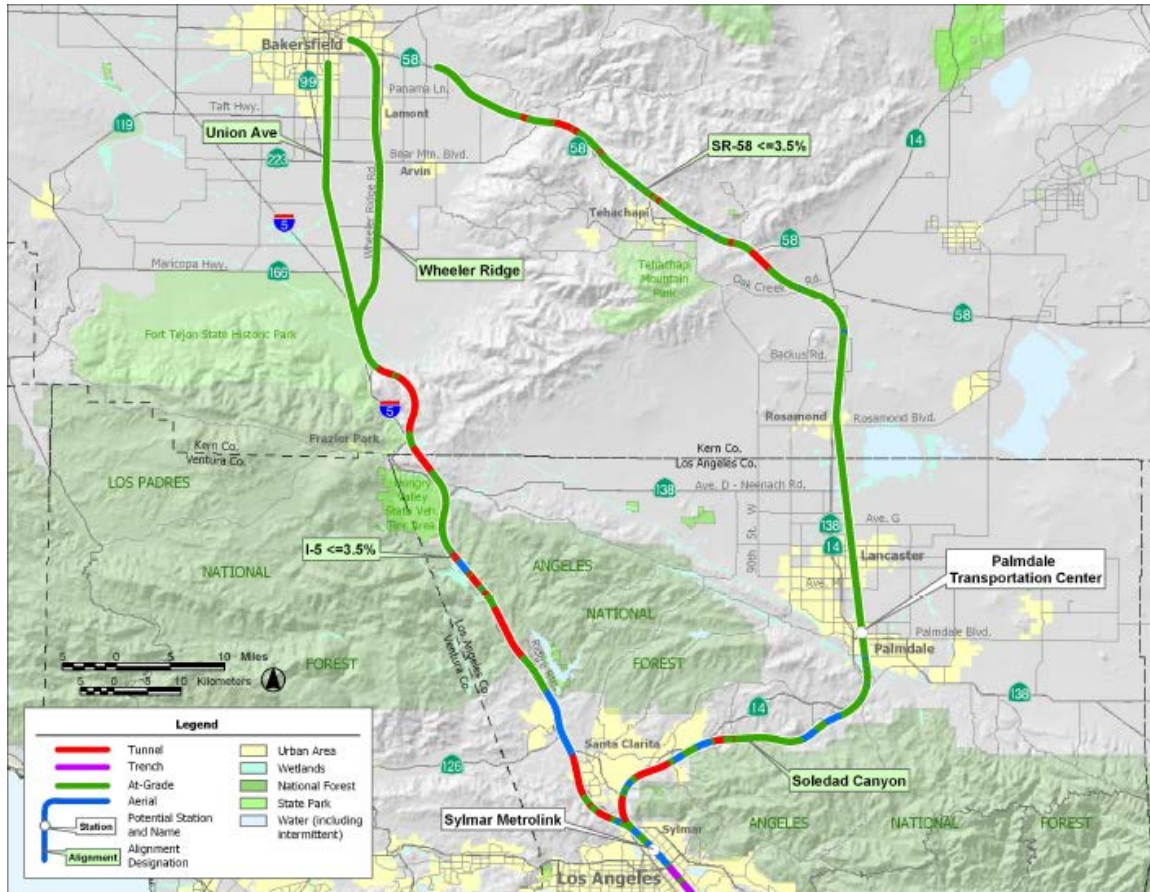 Bakersfield
58
99
Panama Ln.
Taft Hwy.
Lamont
119
Union Ave
58
14
SR-58 <=3.5%
223
Bear Mtn. Blvd.
Arvin
Wheeler Ridge Rd
Tehachapi
5
58
Maricopa Hwy.
166
Wheeler Ridge
Tehachapi
Mountain
Park
Oak Creek Rd.
58
Fort Tejon State Historic Park
Backus Rd.
5
Rosamond
Rosamond Blvd.
Frazier Park
Kern Co.
Ventura Co.
Kern Co.
Los Angeles Co.
LOS PADRES
Hungry
Valley
State Veh.
138
Ave. D - Neenach Rd.
90th St. W
138
Ave. G
14
I-5 <=3.5%
Lancaster
Palmdale
Transportation Center
NATIONAL
ANGELES
Ave. M
NATIONAL
Los Angeles Co.
Ventura Co.
Palmdale Blvd.
Palmdale
5 0 5 10 Miles
FOREST
FOREST
5 0 5 10 Kilometers
138
14
Legend
Tunnel
Trench
At-Grade
Aerial
Station
Potential Station
and Name
Alignment
Alignment
Designation
Urban Area
Wetlands
National Forest
State Park
Water (including
intermittent)
126
Santa Clarita
Soledad Canyon
Sylmar Metrolink
Sylmar
ANGELES
NATIONAL
FOREST
Los Angeles